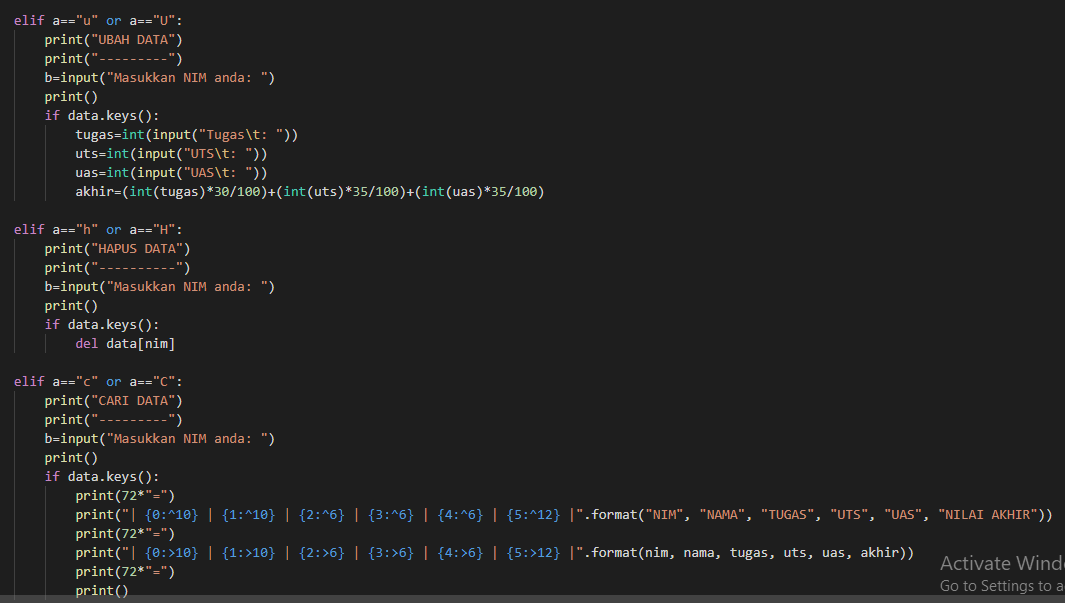 elif a=="u" or a=="U":
    print("UBAH DATA")
    print("---------")
    b=input("Masukkan NIM anda: ")
    print()
    if data.keys():
        tugas=int(input("Tugas\t: "))
        uts=int(input("UTS\t: "))
        uas=int(input("UAS\t: "))
        akhir=(int(tugas)*30/100)+(int(uts)*35/100)+(int(uas)*35/100)

elif a=="h" or a=="H":
    print("HAPUS DATA")
    print("----------")
    b=input("Masukkan NIM anda: ")
    print()
    if data.keys():
        del data[nim]

elif a=="c" or a=="C":
    print("CARI DATA")
    print("---------")
    b=input("Masukkan NIM anda: ")
    print()
    if data.keys():
        print(72*"=")
        print("| {0:^10} | {1:^10} | {2:^6} | {3:^6} | {4:^6} | {5:^12} |".format("NIM", "NAMA", "TUGAS", "UTS", "UAS", "NILAI AKHIR"))
        print(72*"=")
        print("| {0:>10} | {1:>10} | {2:>6} | {3:>6} | {4:>6} | {5:>12} |".format(nim, nama, tugas, uts, uas, akhir))
        print(72*"=")
        print()
Activate Wind
Go to Settings to a